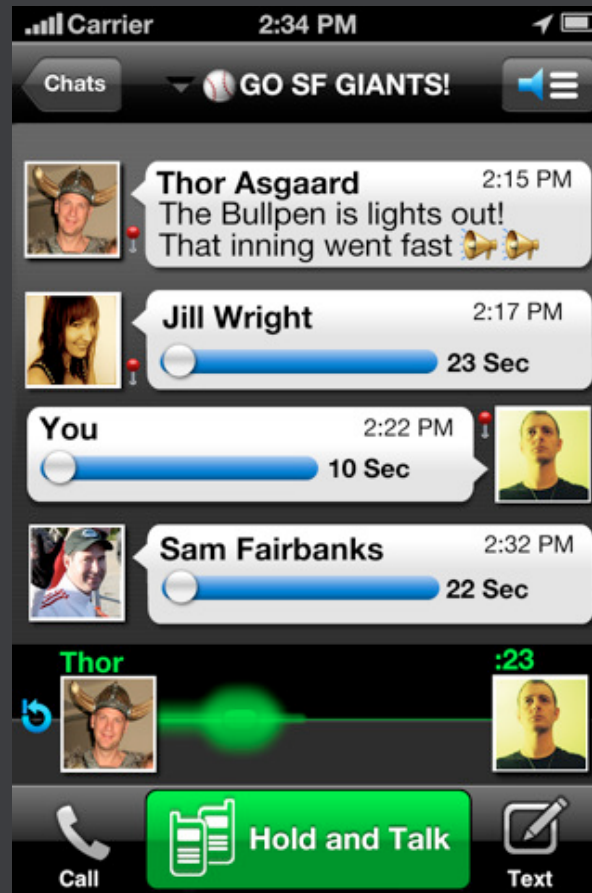 Carrier 2:34 PM
Chats GO SF GIANTS!
Thor Asgaard 2:15 PM
The Bullpen is lights out!
That inning went fast
Jill Wright 2:17 PM
23 Sec
You 2:22 PM
10 Sec
Sam Fairbanks 2:32 PM
22 Sec
Thor :23
Hold and Talk
Call Text